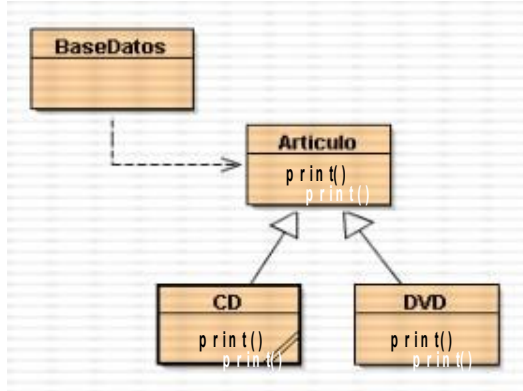 BaseDatos
Articulo
print()
print()
CD
print()
print()
DVD
print()
print()